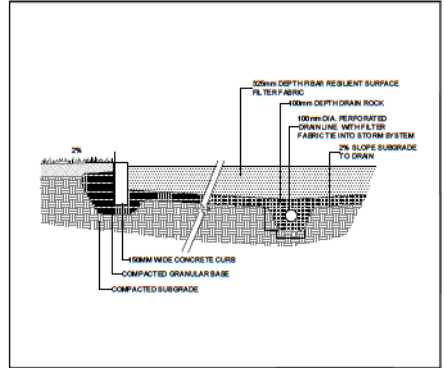 325mm DEPTH FIBAR RESILIENT SURFACE
FILTER FABRIC
100mm DEPTH DRAIN ROCK
100mm DIA. PERFORATED
DRAIN LINE WITH FILTER
FABRIC TIE INTO STORM SYSTEM
2%
2% SLOPE SUBGRADE
TO DRAIN
150MM WIDE CONCRETE CURB
COMPACTED GRANULAR BASE
COMPACTED SUBGRADE